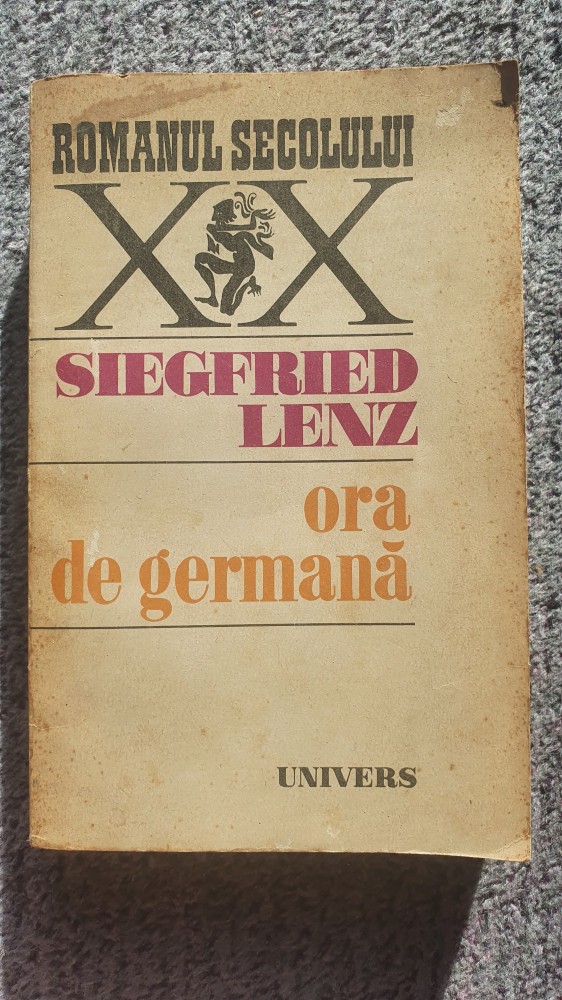 ROMANUL SECOLULUI
XX
SIEGFRIED
LENZ
ora
de germană
UNIVERS